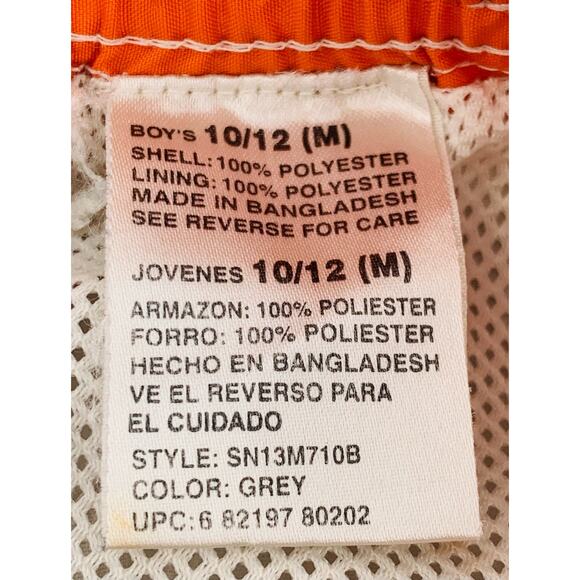 BOY'S 10/12 (M)
SHELL: 100% POLYESTER
LINING: 100% POLYESTER
MADE IN BANGLADESH
SEE REVERSE FOR CARE
JOVENES 10/12 (M)
ARMAZON: 100% POLIESTER
FORRO: 100% POLIESTER
HECHO EN BANGLADESH
VE EL REVERSO PARA
EL CUIDADO
STYLE: SN13M710B
COLOR: GREY
UPC: 6 82197 80202